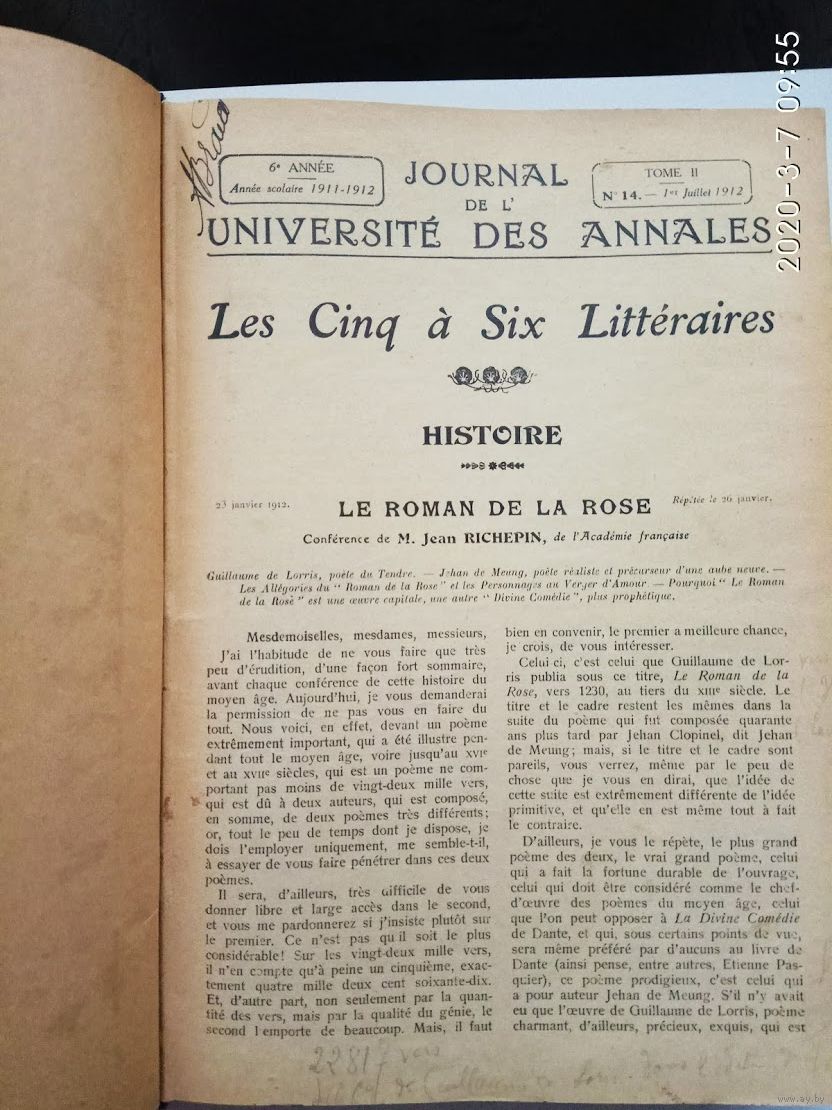 2020-3-7 09:55
6e ANNÉE
Année scolaire 1911-1912
JOURNAL
DE L'
UNIVERSITÉ DES ANNALES
TOME II
N° 14. — 1er Juillet 1912
Les Cinq à Six Littéraires
HISTOIRE
23 janvier 1912.
LE ROMAN DE LA ROSE
Répétée le 26 janvier.
Conférence de M. Jean RICHEPIN, de l'Académie française
Guillaume de Lorris, poète du Tendre. — Jehan de Meung, poète réaliste et précurseur d'une aube neuve. —
Les Allégories du “ Roman de la Rose ” et les Personnages au Verger d'Amour. — Pourquoi “ Le Roman
de la Rose ” est une œuvre capitale, une autre “ Divine Comédie ”, plus prophétique.
Mesdemoiselles, mesdames, messieurs,
J'ai l'habitude de ne vous faire que très
peu d'érudition, d'une façon fort sommaire,
avant chaque conférence de cette histoire du
moyen âge. Aujourd'hui, je vous demanderai
la permission de ne pas vous en faire du
tout. Nous voici, en effet, devant un poème
extrêmement important, qui a été illustre pen-
dant tout le moyen âge, voire jusqu'au XVIe
et au XVIIe siècles, qui est un poème ne com-
portant pas moins de vingt-deux mille vers,
qui est dû à deux auteurs, qui est composé,
en somme, de deux poèmes très différents;
or, tout le peu de temps dont je dispose, je
dois l'employer uniquement, me semble-t-il,
à essayer de vous faire pénétrer dans ces deux
poèmes.
Il sera, d'ailleurs, très difficile de vous
donner libre et large accès dans le second,
et vous me pardonnerez si j'insiste plutôt sur
le premier. Ce n'est pas qu'il soit le plus
considérable! Sur les vingt-deux mille vers,
il n'en compte qu'à peine un cinquième, exac-
tement quatre mille deux cent soixante-dix.
Et, d'autre part, non seulement par la quan-
tité des vers, mais par la qualité du génie, le
second l'emporte de beaucoup. Mais, il faut
bien en convenir, le premier a meilleure chance,
je crois, de vous intéresser.
Celui-ci, c'est celui que Guillaume de Lor-
ris publia sous ce titre, Le Roman de la
Rose, vers 1230, au tiers du XIIIe siècle. Le
titre et le cadre restent les mêmes dans la
suite du poème qui fut composée quarante
ans plus tard par Jehan Clopinel, dit Jehan
de Meung; mais, si le titre et le cadre sont
pareils, vous verrez, même par le peu de
chose que je vous en dirai, que l'idée de
cette suite est extrêmement différente de l'idée
primitive, et qu'elle en est même tout à fait
le contraire.
D'ailleurs, je vous le répète, le plus grand
poème des deux, le vrai grand poème, celui
qui a fait la fortune durable de l'ouvrage,
celui qui doit être considéré comme le chef-
d'œuvre des poèmes du moyen âge, celui
que l'on peut opposer à La Divine Comédie
de Dante, et qui, sous certains points de vue,
sera même préféré par d'aucuns au livre de
Dante (ainsi pense, entre autres, Etienne Pas-
quier), ce poème prodigieux, c'est celui qui
a pour auteur Jehan de Meung. S'il n'y avait
eu que l'œuvre de Guillaume de Lorris, poème
charmant, d'ailleurs, précieux, exquis, qui est
22817 vers
de Guillaume
www.ay.by